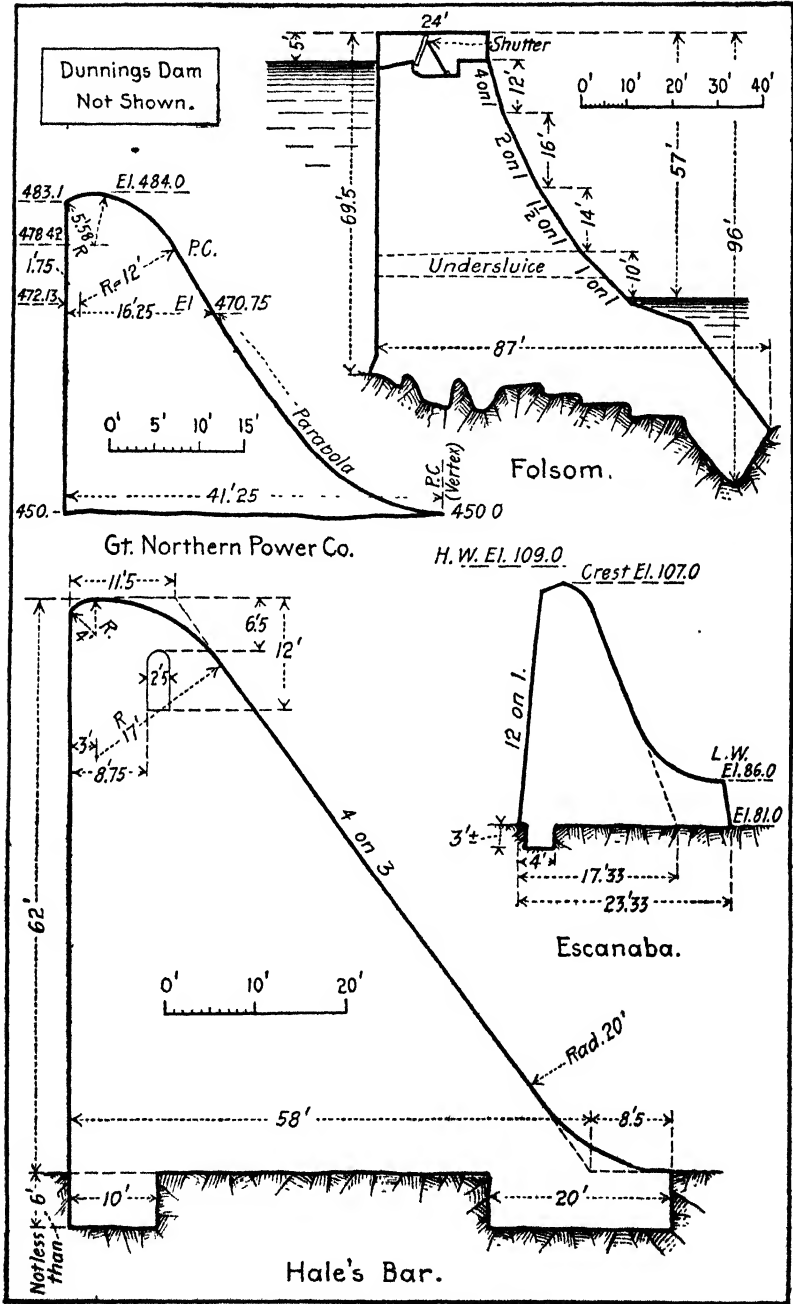 Dunnings Dam
Not Shown.
24'
5'
Shutter
4 on 1
12'
0' 10' 20' 30' 40'
2 on 1
16'
57'
69.5
1½ on 1
14'
96'
Undersluice
10'
1 on 1
87'
Folsom.
El. 484.0
483.1
5'.58 R
478 42
P.C.
1.'75
R=12'
472.13
16'.25
El 470.75
Parabola
0' 5' 10' 15'
P.C.
(Vertex)
41.'25
450.
450 0
Gt. Northern Power Co.
H. W. El. 109.0
Crest El. 107.0
12 on 1.
L. W.
El. 86.0
El. 81.0
3'±
4'
17.'33
23.'33
Escanaba.
11.'5
4' R.
6.'5
12'
2.'5
R 17'
3'
8.'75
4 on 3
62'
0' 10' 20'
Rad. 20'
58'
8.'5
10'
20'
Not less than 6'
Hale's Bar.